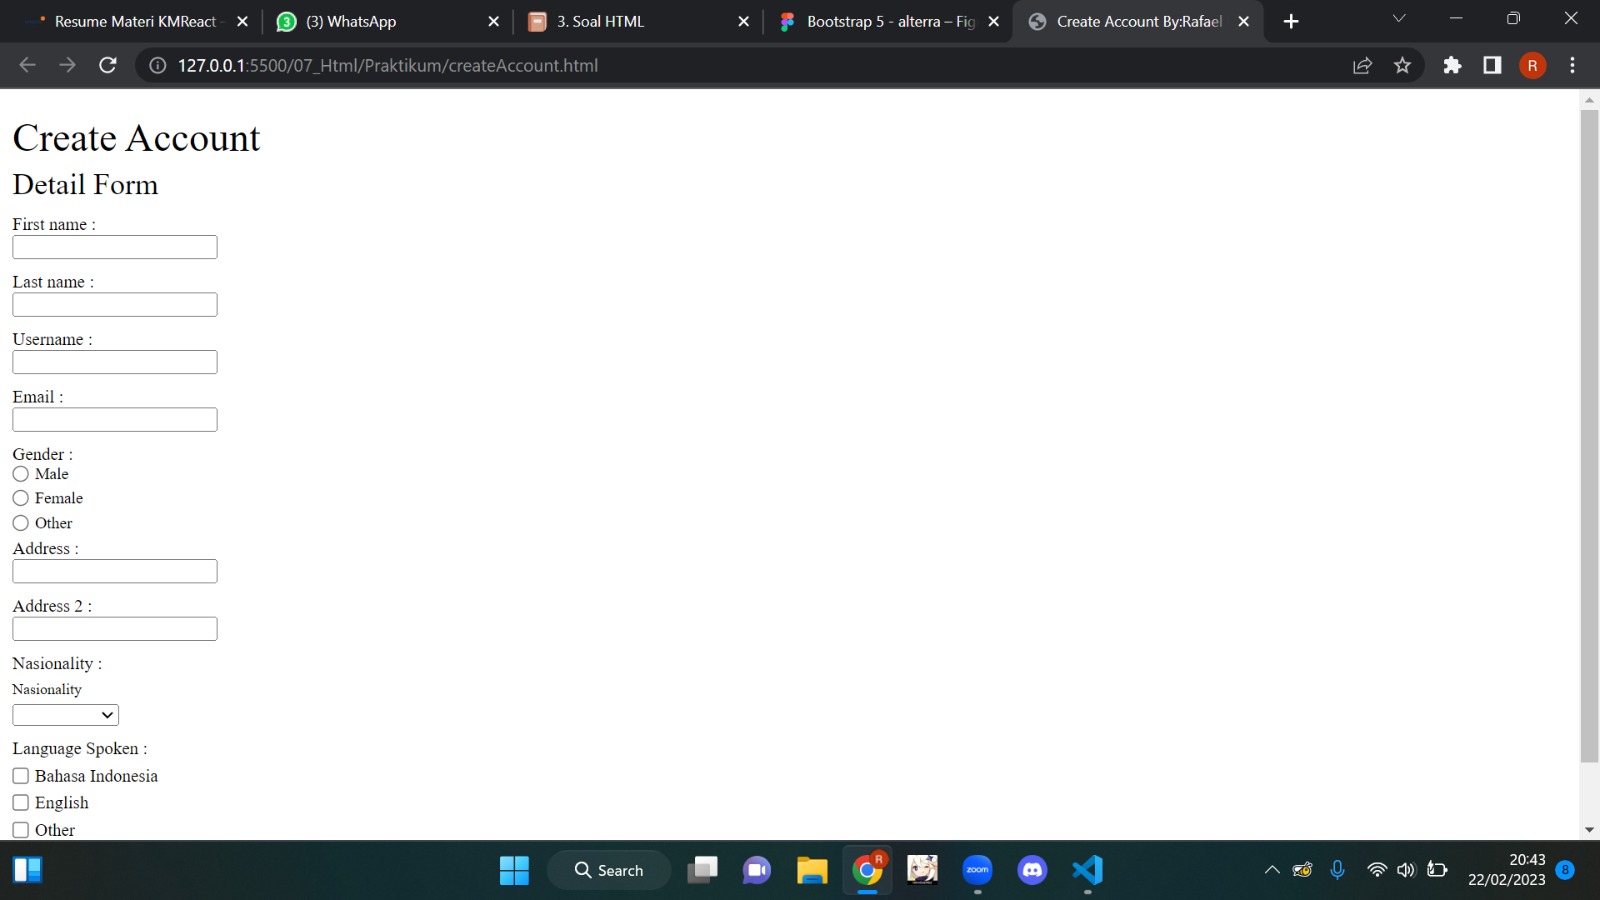 Resume Materi KMReact
(3) WhatsApp
3. Soal HTML
Bootstrap 5 - alterra – Fig
Create Account By:Rafael
127.0.0.1:5500/07_Html/Praktikum/createAccount.html
R
Create Account
Detail Form
First name :
Last name :
Username :
Email :
Gender :
Male
Female
Other
Address :
Address 2 :
Nasionality :
Nasionality
Language Spoken :
Bahasa Indonesia
English
Other
Search
R
zoom
20:43
22/02/2023
8